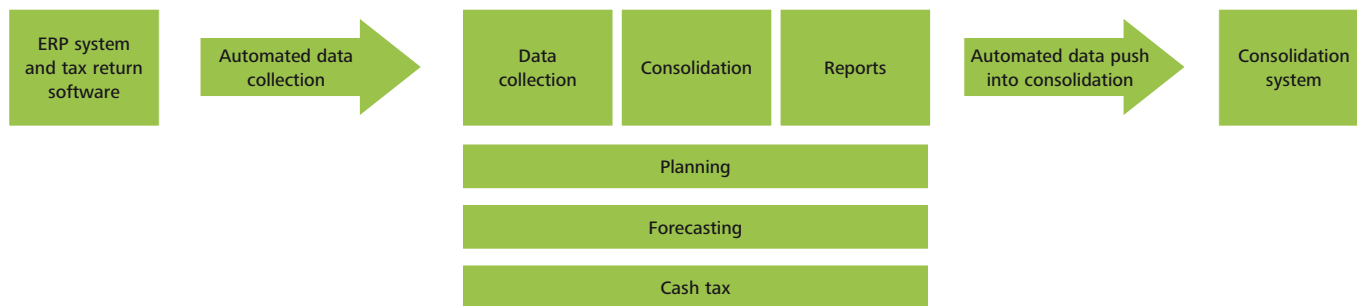 ERP system
and tax return
software
Automated data
collection
Data
collection
Consolidation
Reports
Automated data push
into consolidation
Consolidation
system
Planning
Forecasting
Cash tax